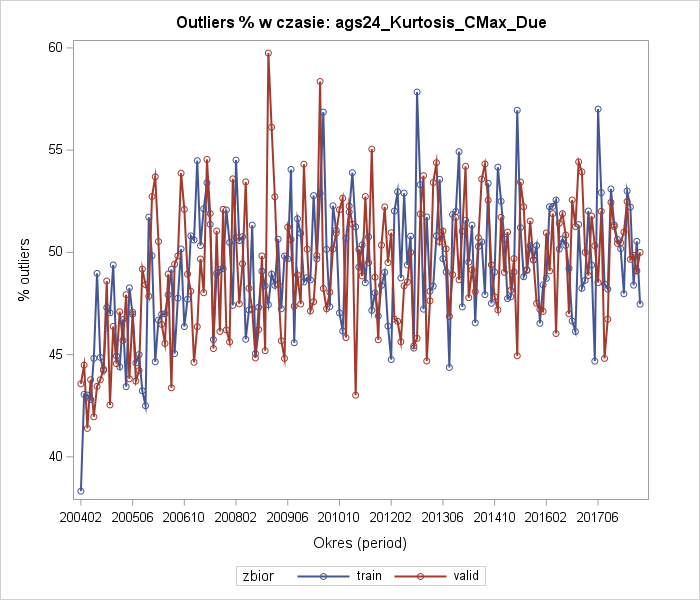 Outliers % w czasie: ags24_Kurtosis_CMax_Due
% outliers
60
55
50
45
40
200402 200506 200610 200802 200906 201010 201202 201306 201410 201602 201706
Okres (period)
zbior train valid